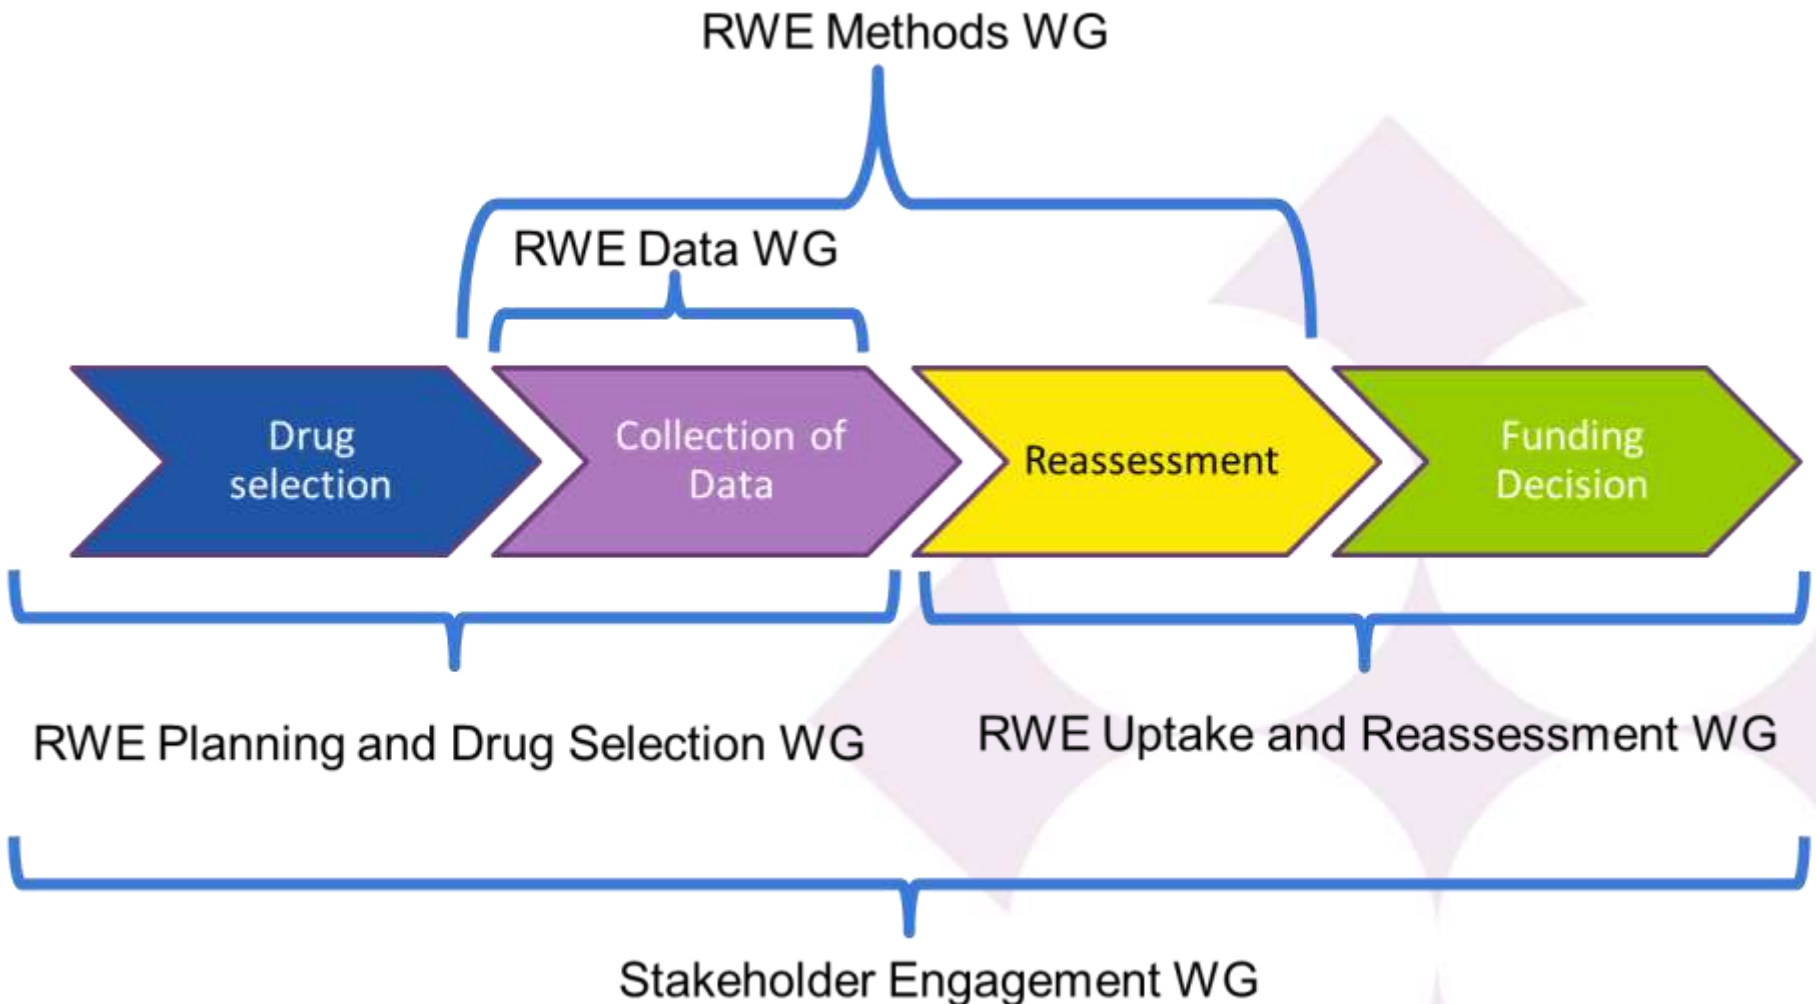 RWE Methods WG
RWE Data WG
Drug
selection
Collection of
Data
Reassessment
Funding
Decision
RWE Planning and Drug Selection WG
RWE Uptake and Reassessment WG
Stakeholder Engagement WG